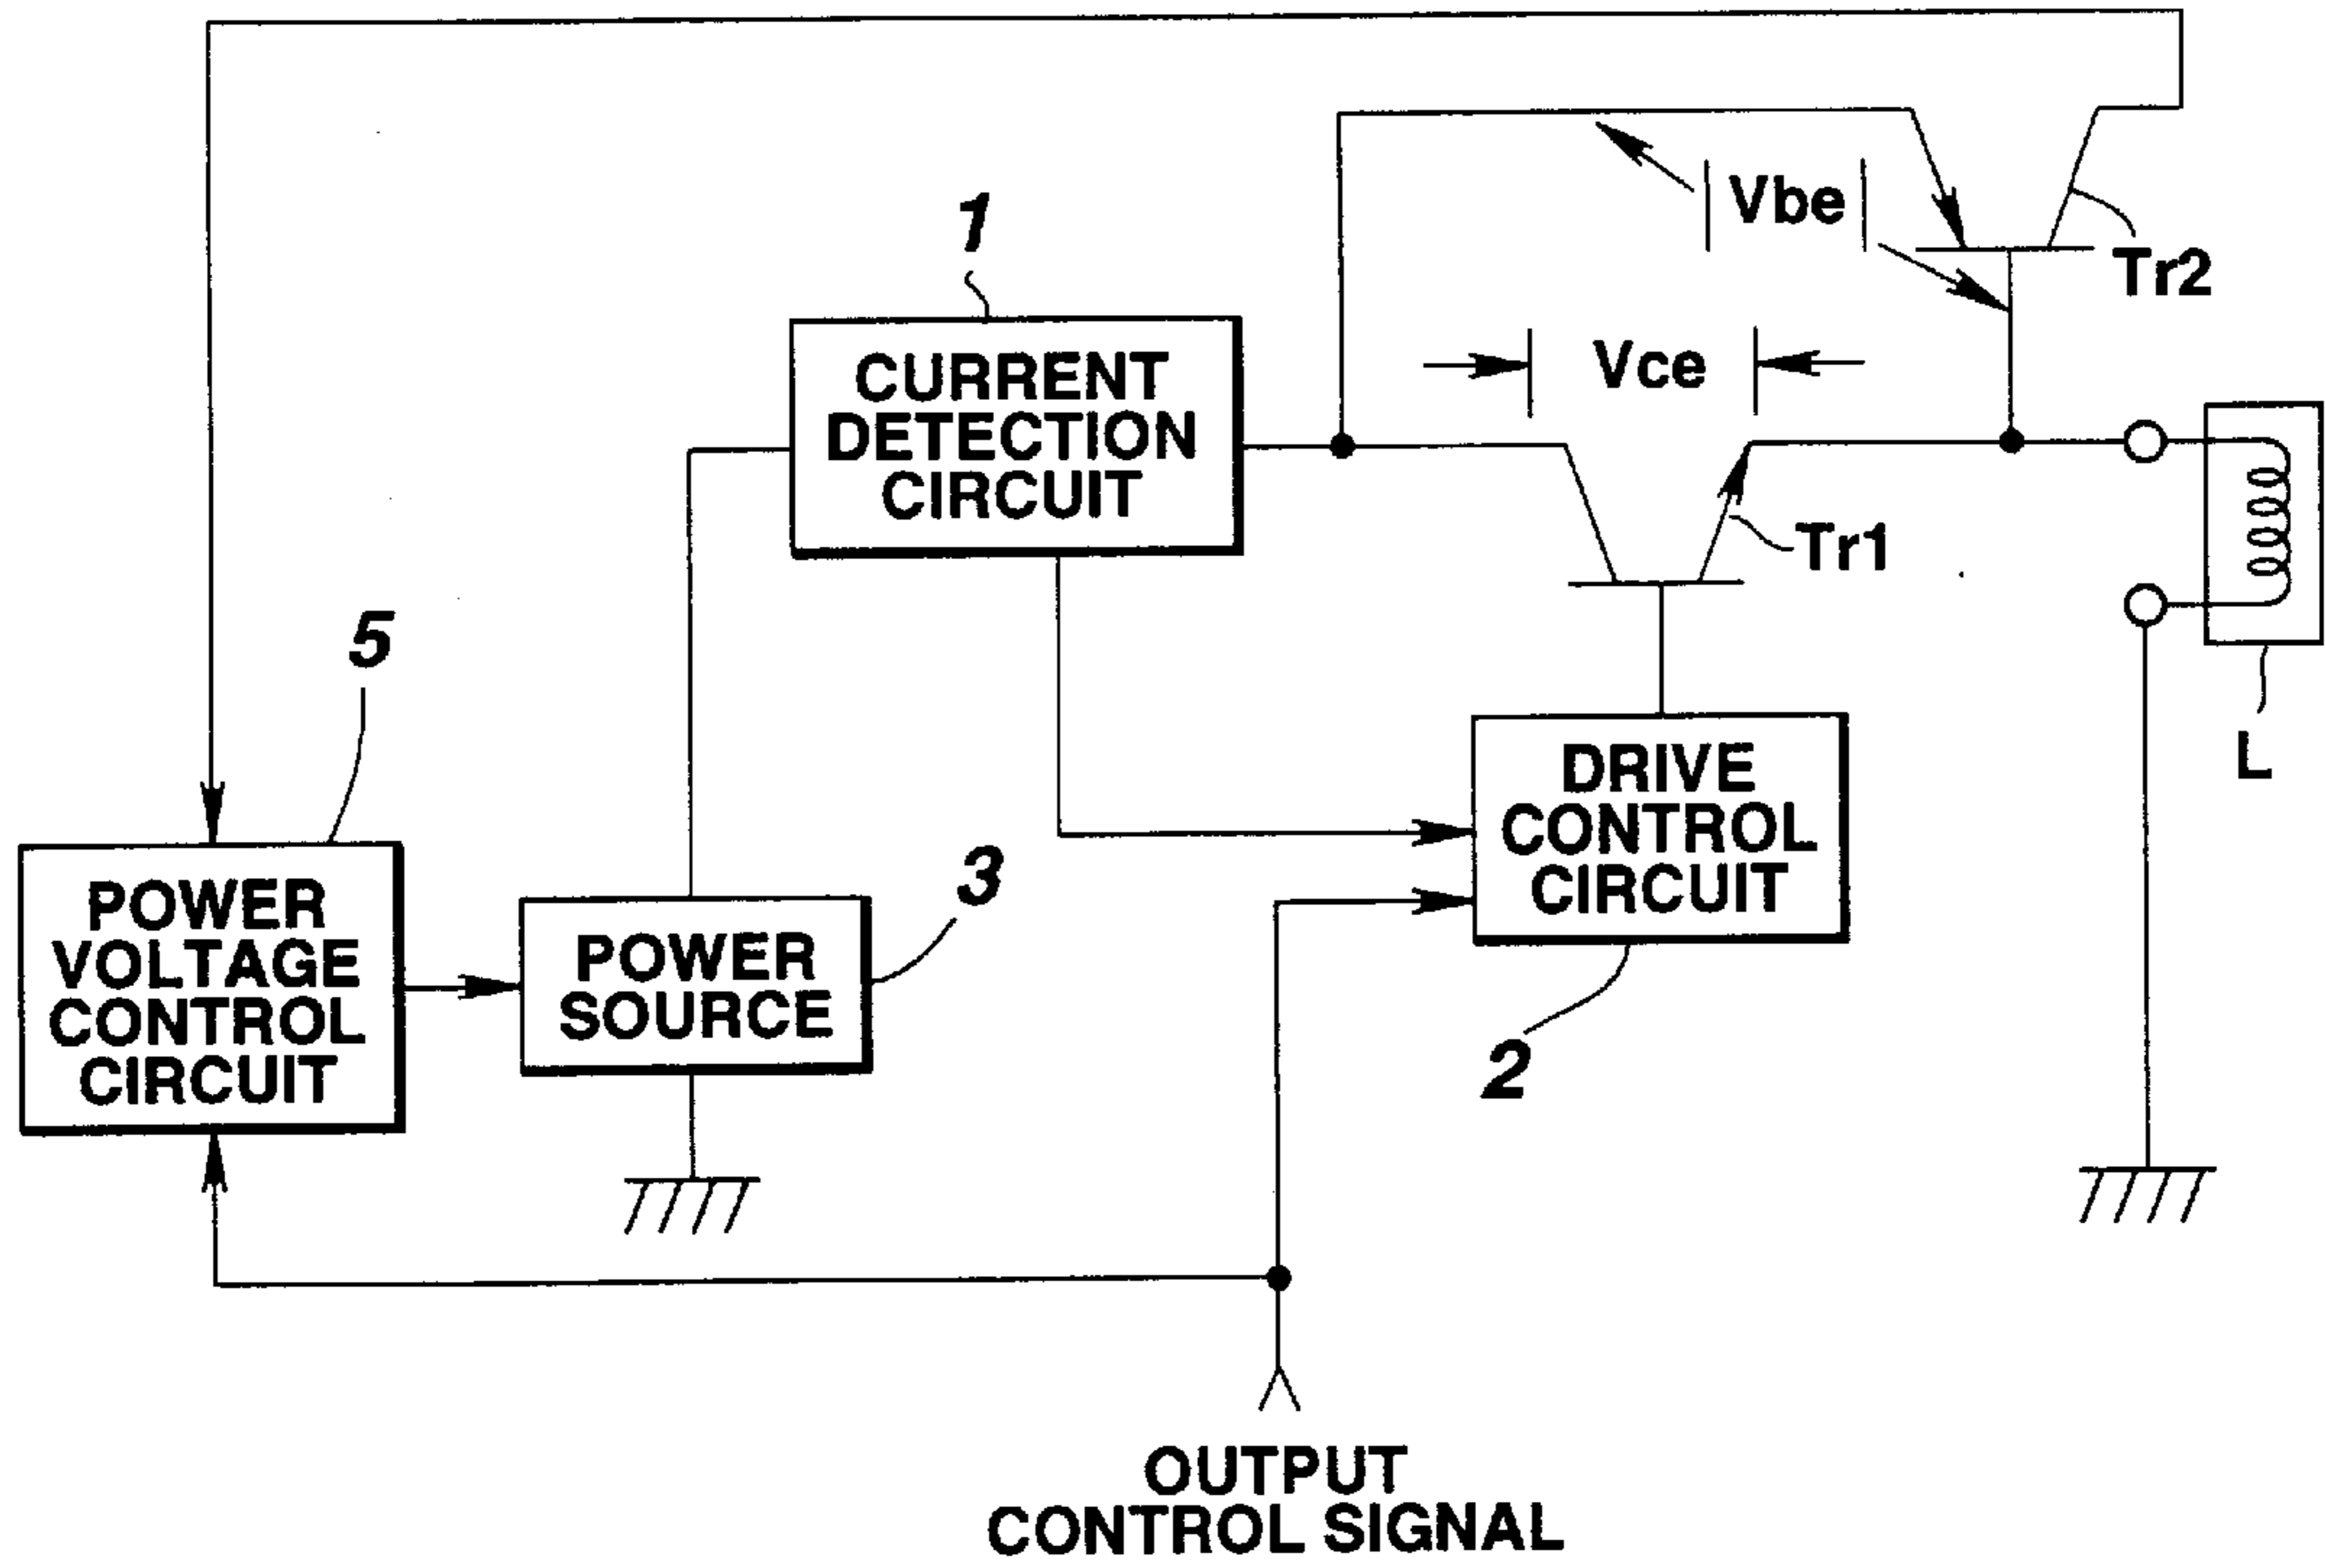 Vbe
1
Tr2
Vce
CURRENT
DETECTION
CIRCUIT
Tr1
5
L
DRIVE
CONTROL
CIRCUIT
3
POWER
VOLTAGE
CONTROL
CIRCUIT
POWER
SOURCE
2
OUTPUT
CONTROL SIGNAL